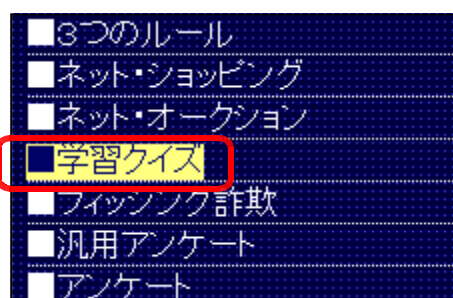 ■3つのルール
■ネット・ショッピング
■ネット・オークション
■学習クイズ
■フィッシング詐欺
■汎用アンケート
■アンケート